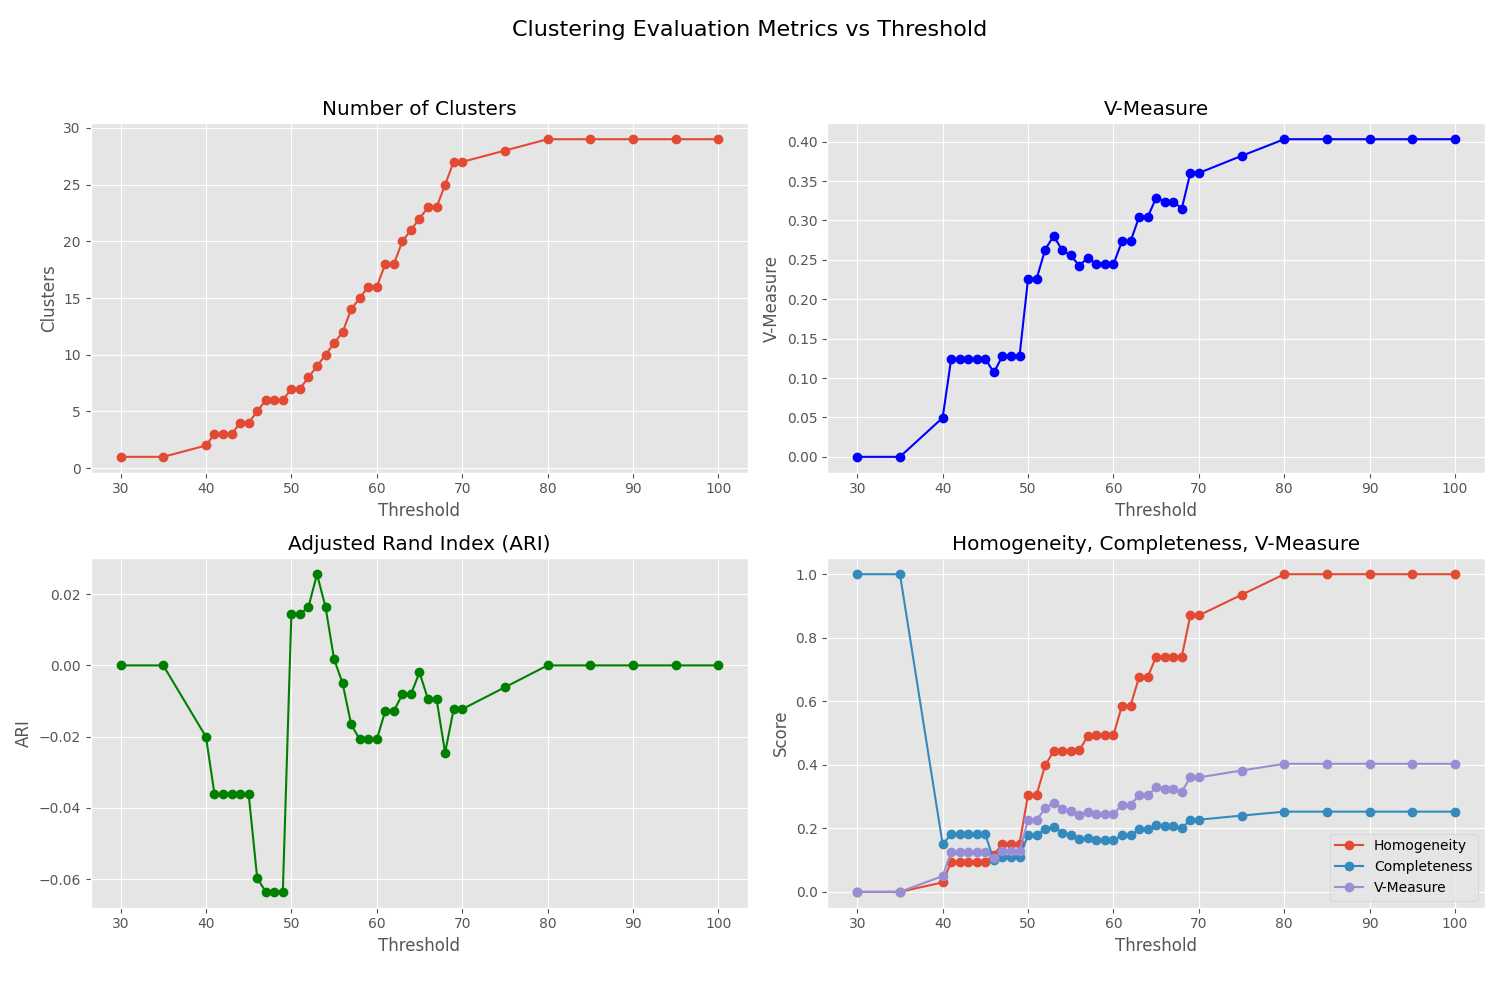 Clustering Evaluation Metrics vs Threshold
Number of Clusters
30
25
20
15
10
5
0
Clusters
30 40 50 60 70 80 90 100
Threshold
V-Measure
0.40
0.35
0.30
0.25
0.20
0.15
0.10
0.05
0.00
V-Measure
30 40 50 60 70 80 90 100
Threshold
Adjusted Rand Index (ARI)
0.02
0.00
−0.02
−0.04
−0.06
ARI
30 40 50 60 70 80 90 100
Threshold
Homogeneity, Completeness, V-Measure
1.0
0.8
0.6
0.4
0.2
0.0
Score
Homogeneity
Completeness
V-Measure
30 40 50 60 70 80 90 100
Threshold